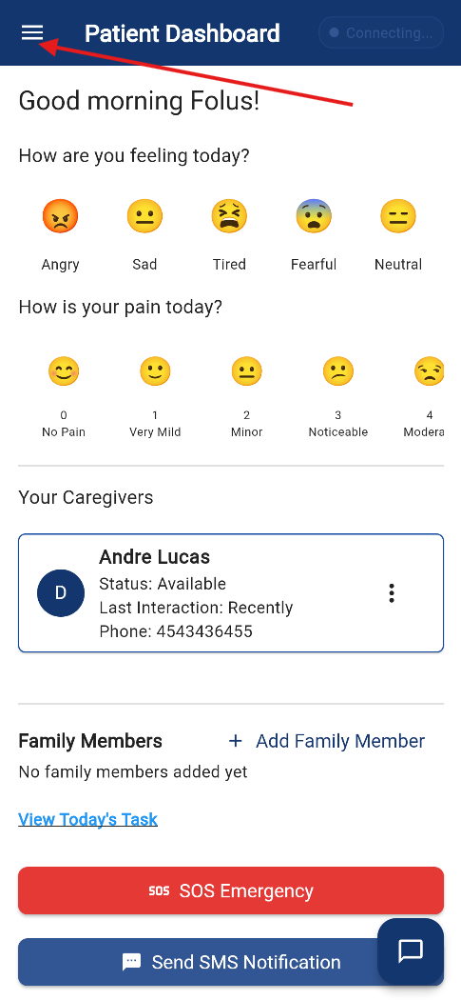 Patient Dashboard
Connecting...
Good morning Folus!
How are you feeling today?
Angry Sad Tired Fearful Neutral
How is your pain today?
0 1 2 3 4
No Pain Very Mild Minor Noticeable Modera
Your Caregivers
D
Andre Lucas
Status: Available
Last Interaction: Recently
Phone: 4543436455
Family Members
+ Add Family Member
No family members added yet
View Today's Task
SOS SOS Emergency
Send SMS Notification